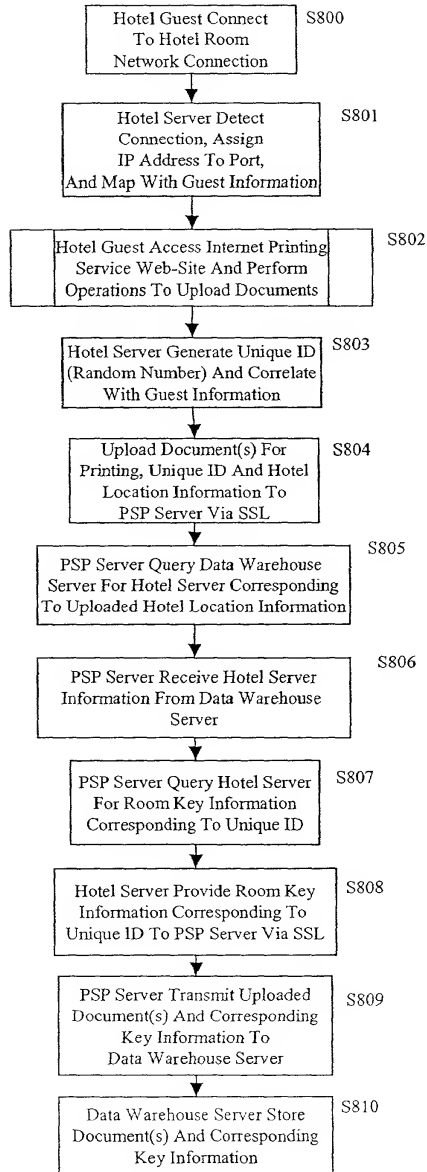 Hotel Guest Connect
To Hotel Room
Network Connection
S800
Hotel Server Detect
Connection, Assign
IP Address To Port,
And Map With Guest Information
S801
Hotel Guest Access Internet Printing
Service Web-Site And Perform
Operations To Upload Documents
S802
Hotel Server Generate Unique ID
(Random Number) And Correlate
With Guest Information
S803
Upload Document(s) For
Printing, Unique ID And Hotel
Location Information To
PSP Server Via SSL
S804
PSP Server Query Data Warehouse
Server For Hotel Server Corresponding
To Uploaded Hotel Location Information
S805
PSP Server Receive Hotel Server
Information From Data Warehouse
Server
S806
PSP Server Query Hotel Server
For Room Key Information
Corresponding To Unique ID
S807
Hotel Server Provide Room Key
Information Corresponding To
Unique ID To PSP Server Via SSL
S808
PSP Server Transmit Uploaded
Document(s) And Corresponding
Key Information To
Data Warehouse Server
S809
Data Warehouse Server Store
Document(s) And Corresponding
Key Information
S810